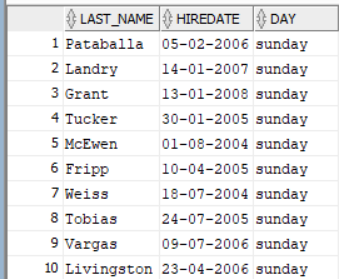 LAST_NAME HIREDATE DAY
1 Pataballa 05-02-2006 sunday
2 Landry 14-01-2007 sunday
3 Grant 13-01-2008 sunday
4 Tucker 30-01-2005 sunday
5 McEwen 01-08-2004 sunday
6 Fripp 10-04-2005 sunday
7 Weiss 18-07-2004 sunday
8 Tobias 24-07-2005 sunday
9 Vargas 09-07-2006 sunday
10 Livingston 23-04-2006 sunday